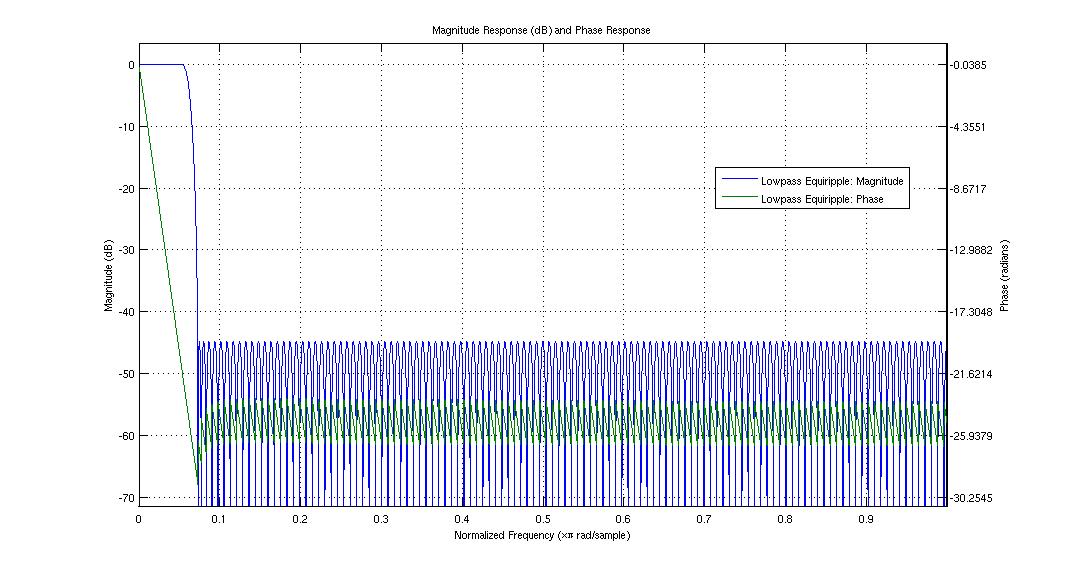 Magnitude Response (dB) and Phase Response
0
-10
-20
-30
-40
-50
-60
-70
Magnitude (dB)
Lowpass Equiripple: Magnitude
Lowpass Equiripple: Phase
-0.0385
-4.3551
-8.6717
-12.9882
-17.3048
-21.6214
-25.9379
-30.2545
Phase (radians)
0 0.1 0.2 0.3 0.4 0.5 0.6 0.7 0.8 0.9
Normalized Frequency (×π rad/sample)